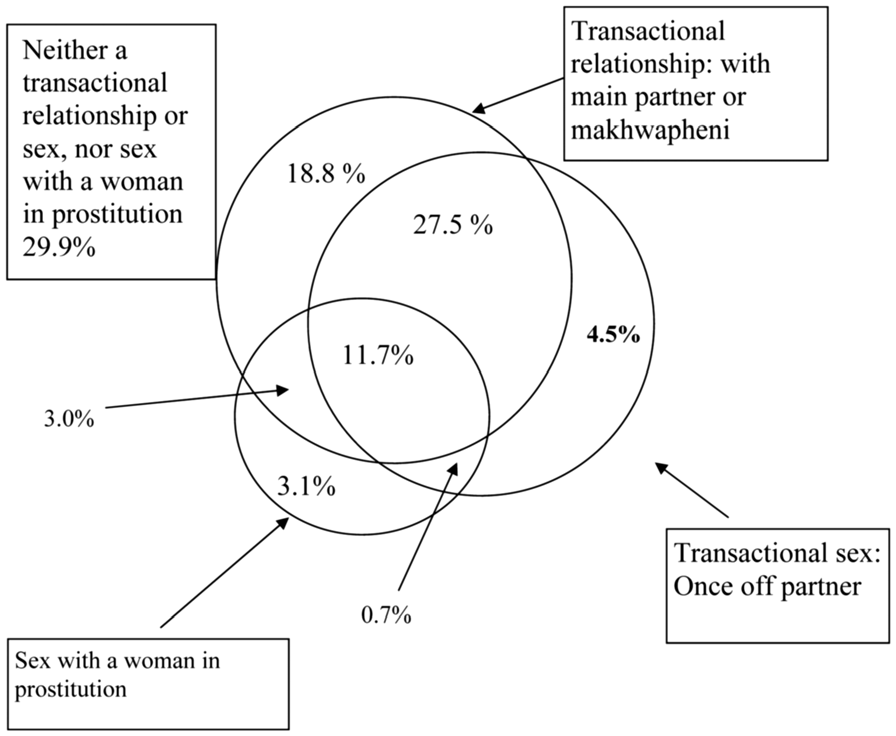 Neither a
transactional
relationship or
sex, nor sex
with a woman
in prostitution
29.9%
Transactional
relationship: with
main partner or
makhwapheni
18.8 %
27.5 %
4.5%
11.7%
3.0%
3.1%
0.7%
Transactional sex:
Once off partner
Sex with a woman in
prostitution